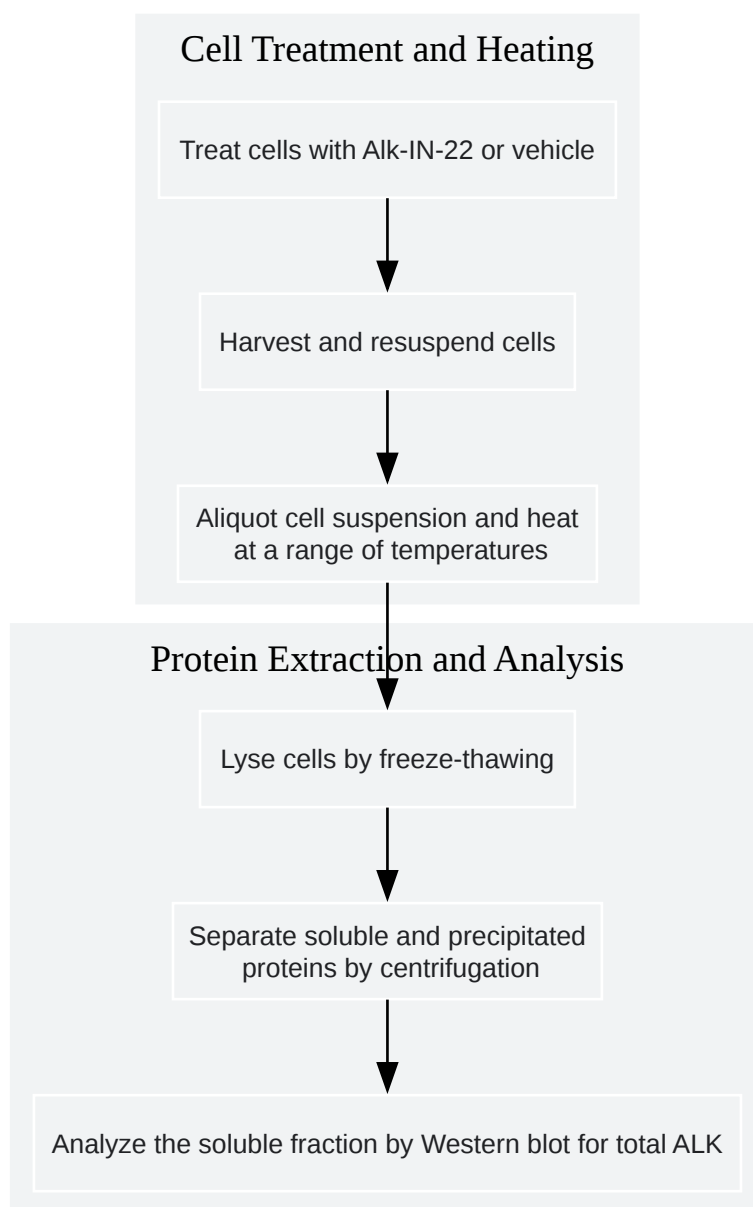 Cell Treatment and Heating
Treat cells with Alk-IN-22 or vehicle
Harvest and resuspend cells
Aliquot cell suspension and heat
at a range of temperatures
Protein Extraction and Analysis
Lyse cells by freeze-thawing
Separate soluble and precipitated
proteins by centrifugation
Analyze the soluble fraction by Western blot for total ALK